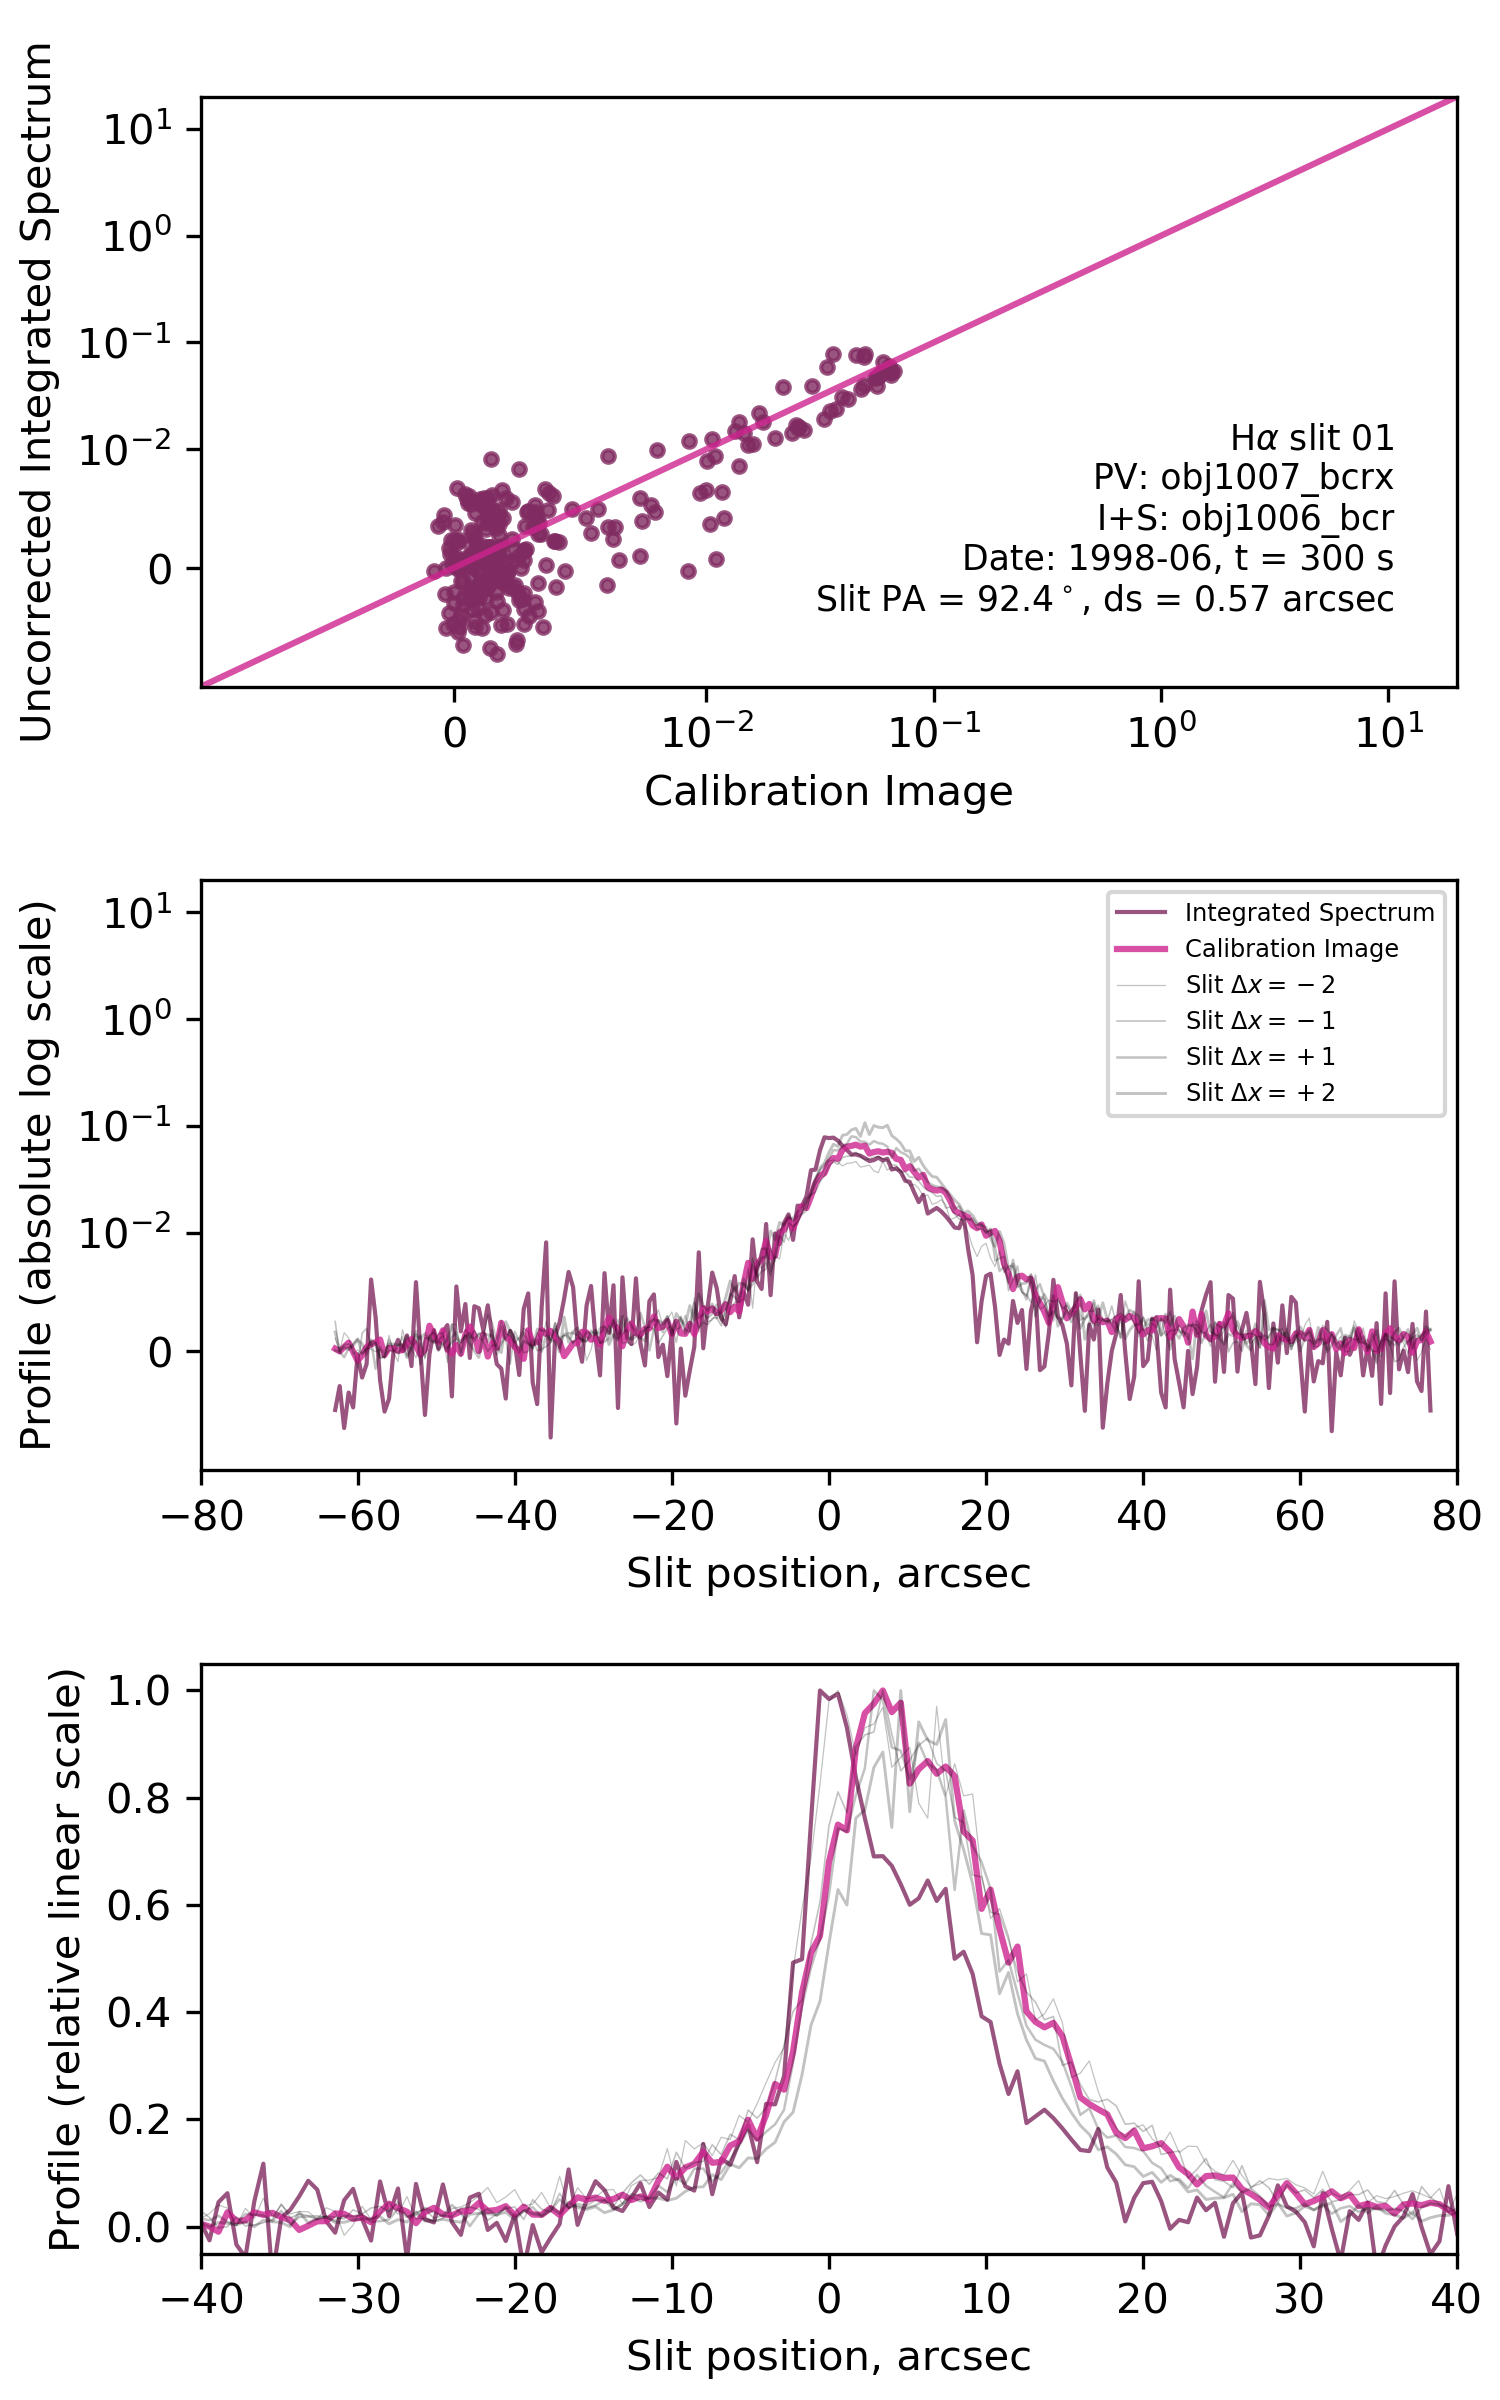 Uncorrected Integrated Spectrum
10¹
10⁰
10⁻¹
10⁻²
0
Hα slit 01
PV: obj1007_bcrx
I+S: obj1006_bcr
Date: 1998-06, t = 300 s
Slit PA = 92.4°, ds = 0.57 arcsec
0 10⁻² 10⁻¹ 10⁰ 10¹
Calibration Image
Profile (absolute log scale)
10¹
10⁰
10⁻¹
10⁻²
0
Integrated Spectrum
Calibration Image
Slit Δx = −2
Slit Δx = −1
Slit Δx = +1
Slit Δx = +2
−80 −60 −40 −20 0 20 40 60 80
Slit position, arcsec
Profile (relative linear scale)
1.0
0.8
0.6
0.4
0.2
0.0
−40 −30 −20 −10 0 10 20 30 40
Slit position, arcsec